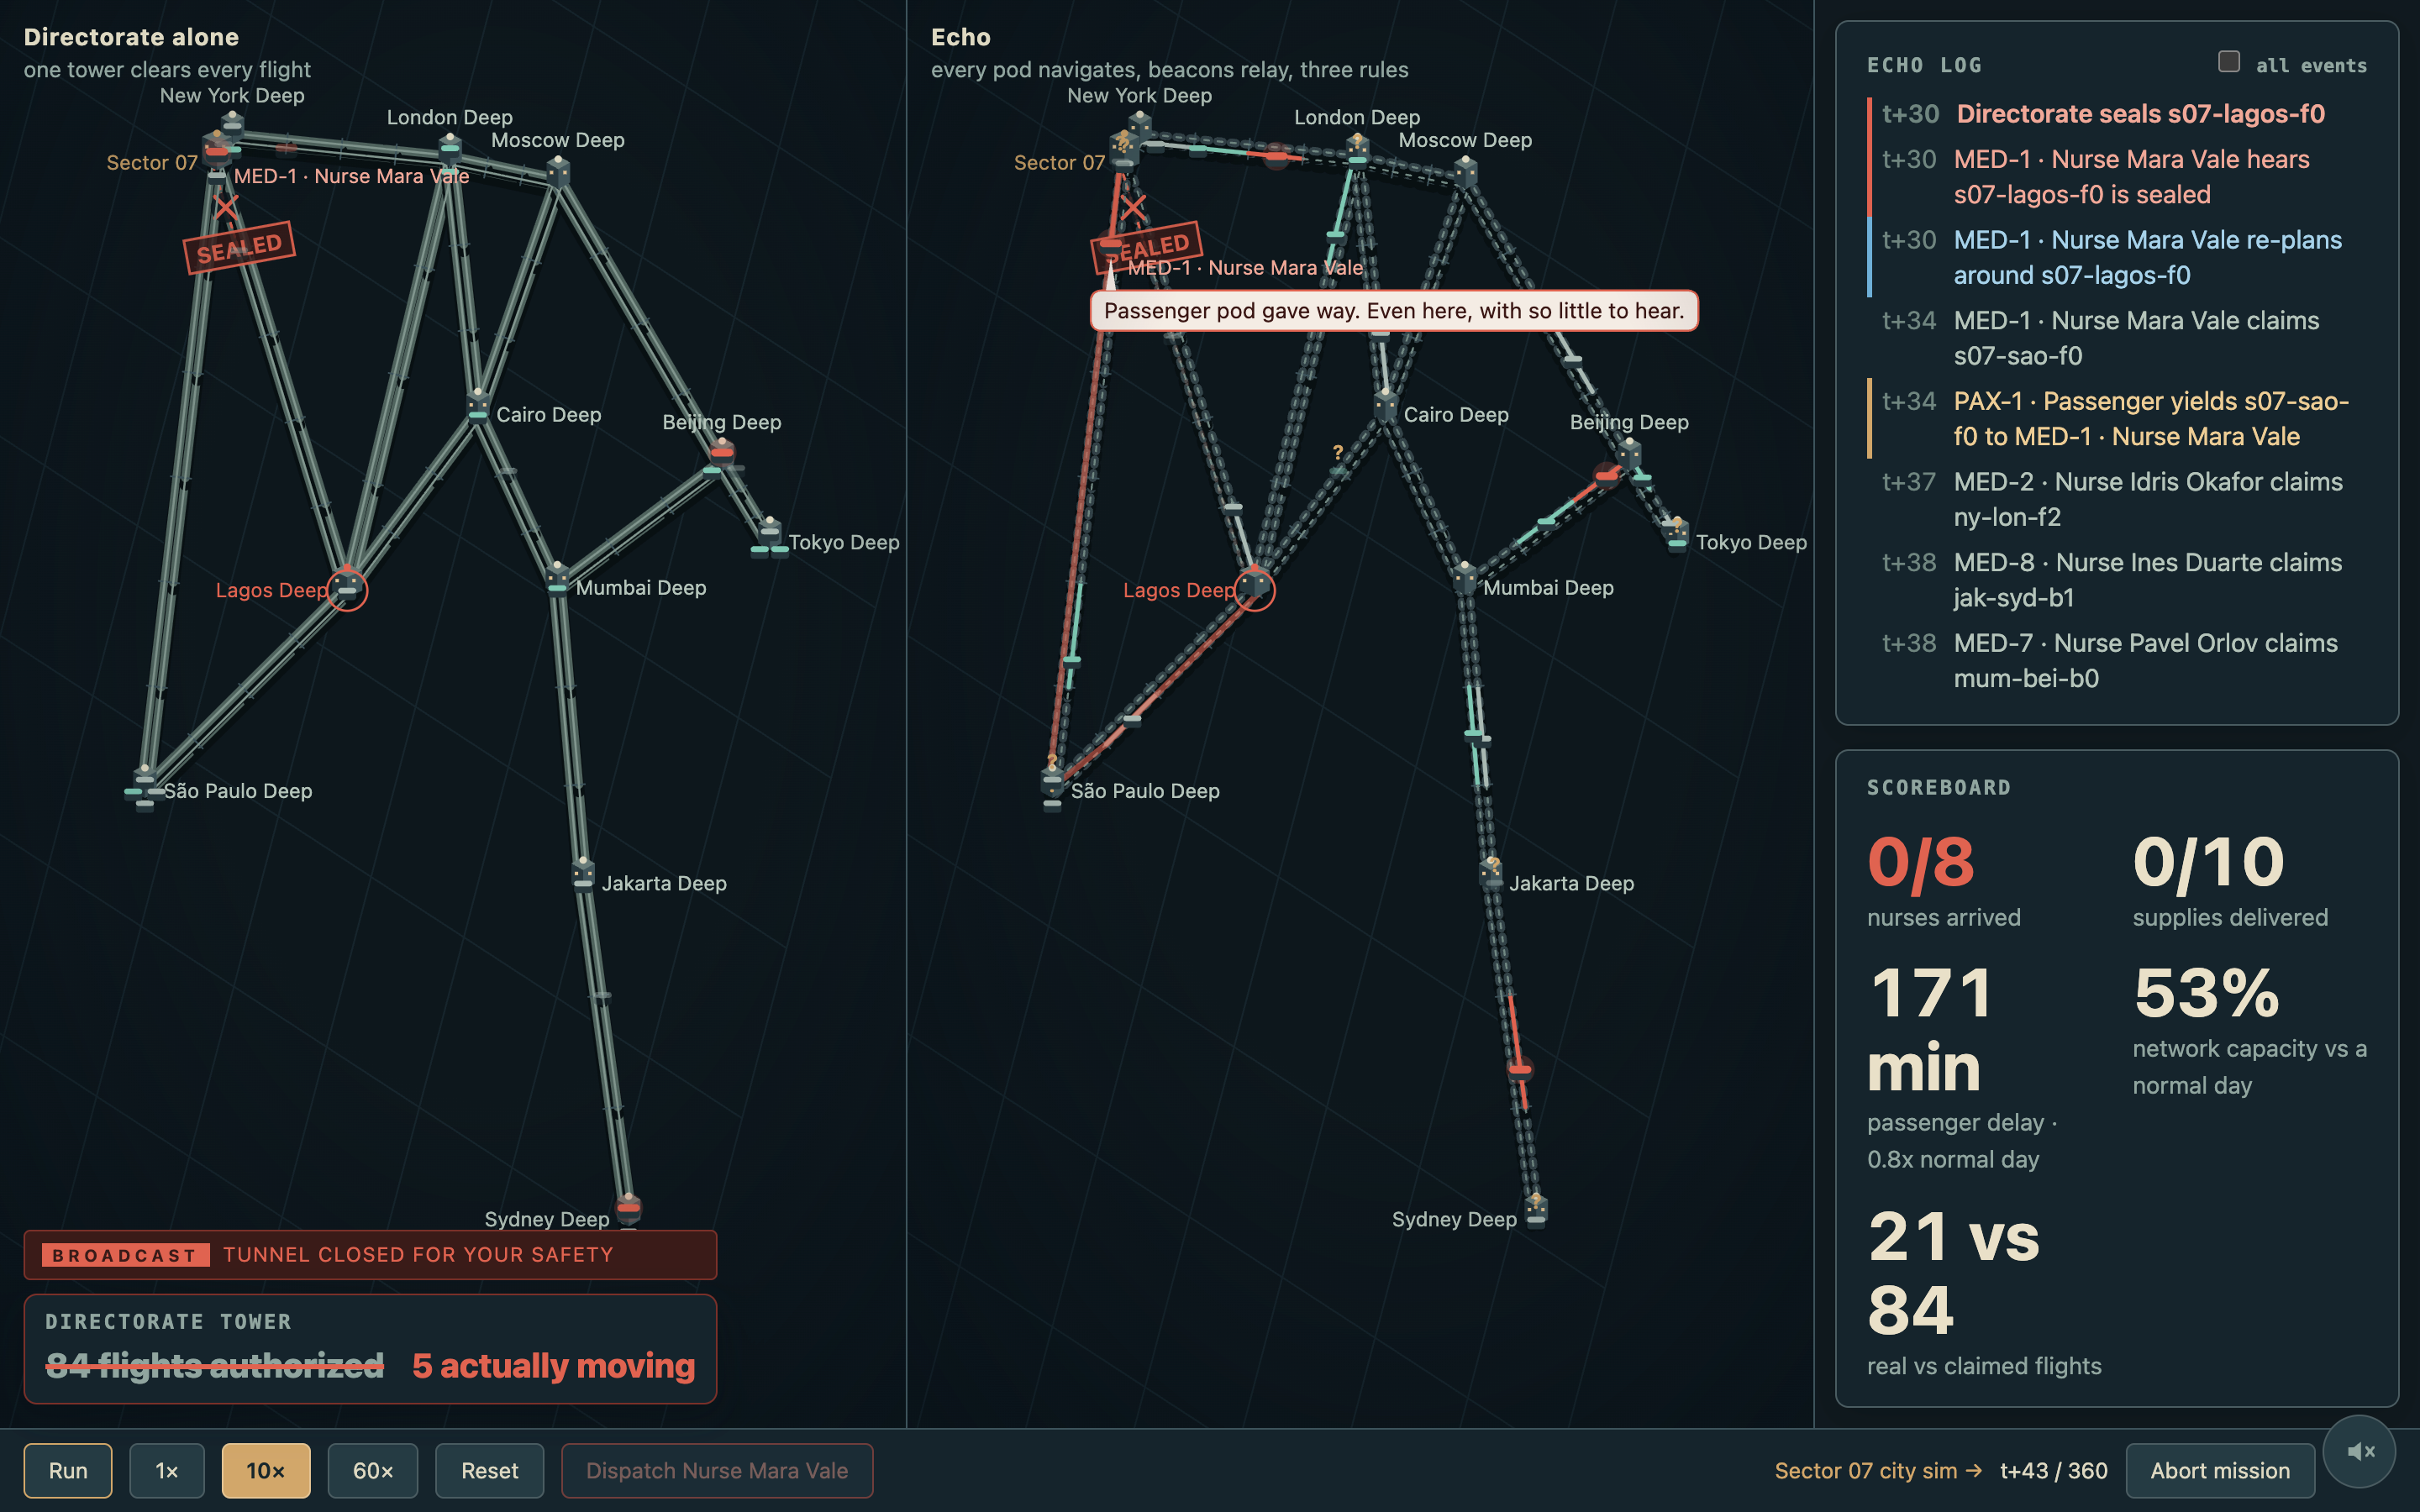 Directorate alone
one tower clears every flight
New York Deep
London Deep
Moscow Deep
Sector 07
MED-1 · Nurse Mara Vale
SEALED
Cairo Deep
Beijing Deep
Tokyo Deep
Lagos Deep
Mumbai Deep
São Paulo Deep
Jakarta Deep
Sydney Deep
BROADCAST TUNNEL CLOSED FOR YOUR SAFETY
DIRECTORATE TOWER
84 flights authorized 5 actually moving
Echo
every pod navigates, beacons relay, three rules
New York Deep
London Deep
Moscow Deep
Sector 07
SEALED
MED-1 · Nurse Mara Vale
Passenger pod gave way. Even here, with so little to hear.
Cairo Deep
Beijing Deep
?
Tokyo Deep
Lagos Deep
Mumbai Deep
São Paulo Deep
Jakarta Deep
Sydney Deep
ECHO LOG all events
t+30 Directorate seals s07-lagos-f0
t+30 MED-1 · Nurse Mara Vale hears
s07-lagos-f0 is sealed
t+30 MED-1 · Nurse Mara Vale re-plans
around s07-lagos-f0
t+34 MED-1 · Nurse Mara Vale claims
s07-sao-f0
t+34 PAX-1 · Passenger yields s07-sao-
f0 to MED-1 · Nurse Mara Vale
t+37 MED-2 · Nurse Idris Okafor claims
ny-lon-f2
t+38 MED-8 · Nurse Ines Duarte claims
jak-syd-b1
t+38 MED-7 · Nurse Pavel Orlov claims
mum-bei-b0
SCOREBOARD
0/8
nurses arrived
0/10
supplies delivered
171
min
passenger delay ·
0.8x normal day
53%
network capacity vs a
normal day
21 vs
84
real vs claimed flights
Run 1× 10× 60× Reset Dispatch Nurse Mara Vale Sector 07 city sim → t+43 / 360 Abort mission